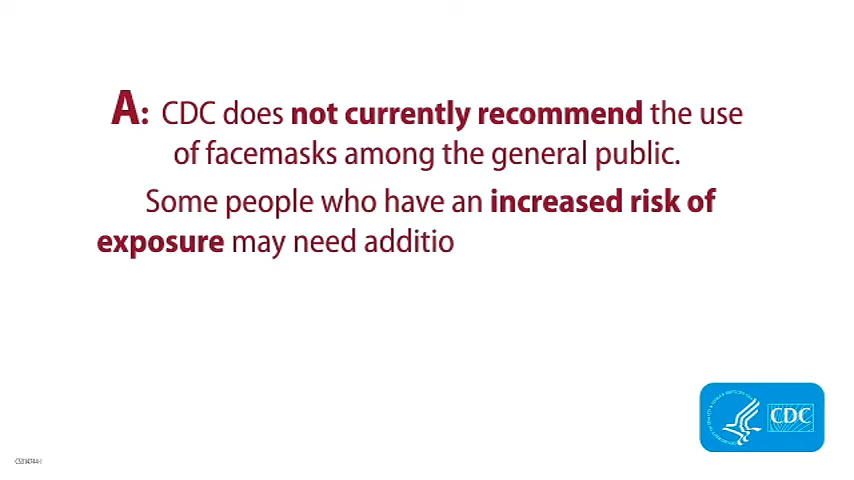 A: CDC does not currently recommend the use
of facemasks among the general public.
Some people who have an increased risk of
exposure may need additio
CDC